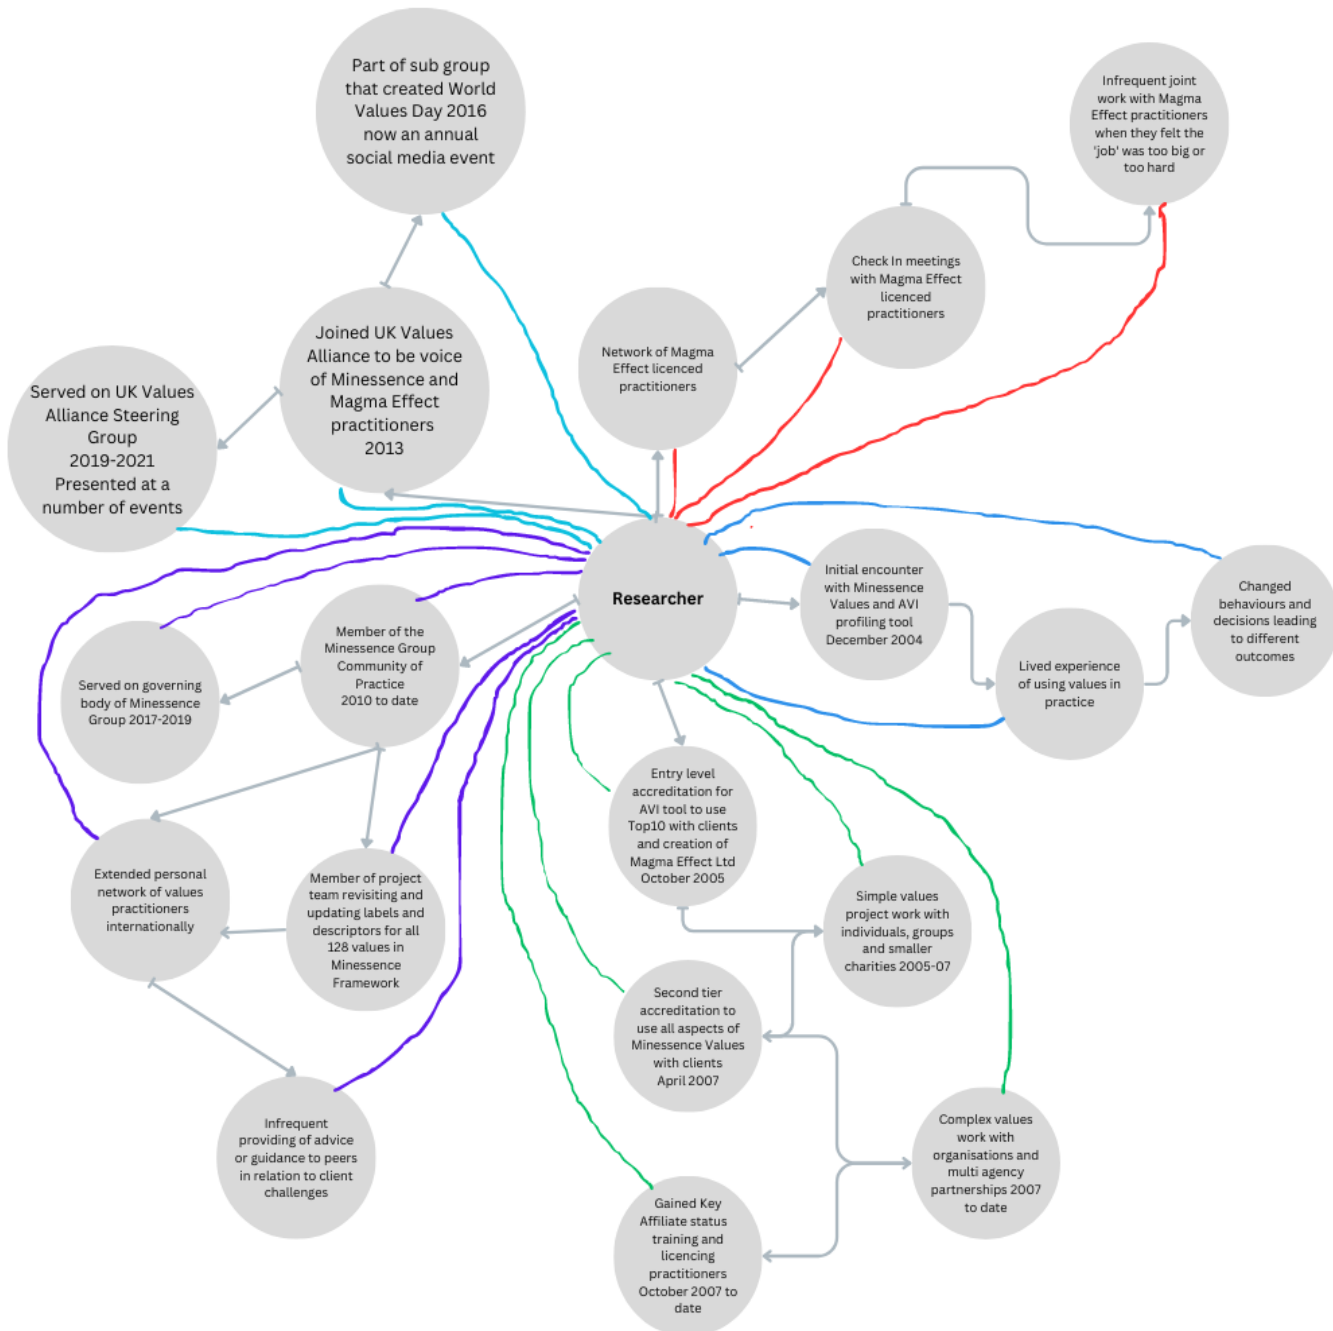 Part of sub group
that created World
Values Day 2016
now an annual
social media event
Infrequent joint
work with Magma
Effect practitioners
when they felt the
'job' was too big or
too hard
Check In meetings
with Magma Effect
licenced
practitioners
Network of Magma
Effect licenced
practitioners
Joined UK Values
Alliance to be voice
of Minessence and
Magma Effect
practitioners
2013
Served on UK Values
Alliance Steering
Group
2019-2021
Presented at a
number of events
Researcher
Initial encounter
with Minessence
Values and AVI
profiling tool
December 2004
Changed
behaviours and
decisions leading
to different
outcomes
Lived experience
of using values in
practice
Member of the
Minessence Group
Community of
Practice
2010 to date
Served on governing
body of Minessence
Group 2017-2019
Entry level
accreditation for
AVI tool to use
Top10 with clients
and creation of
Magma Effect Ltd
October 2005
Extended personal
network of values
practitioners
internationally
Member of project
team revisiting and
updating labels and
descriptors for all
128 values in
Minessence
Framework
Simple values
project work with
individuals, groups
and smaller
charities 2005-07
Second tier
accreditation to
use all aspects of
Minessence Values
with clients
April 2007
Infrequent
providing of advice
or guidance to peers
in relation to client
challenges
Complex values
work with
organisations and
multi agency
partnerships 2007
to date
Gained Key
Affiliate status
training and
licencing
practitioners
October 2007 to
date